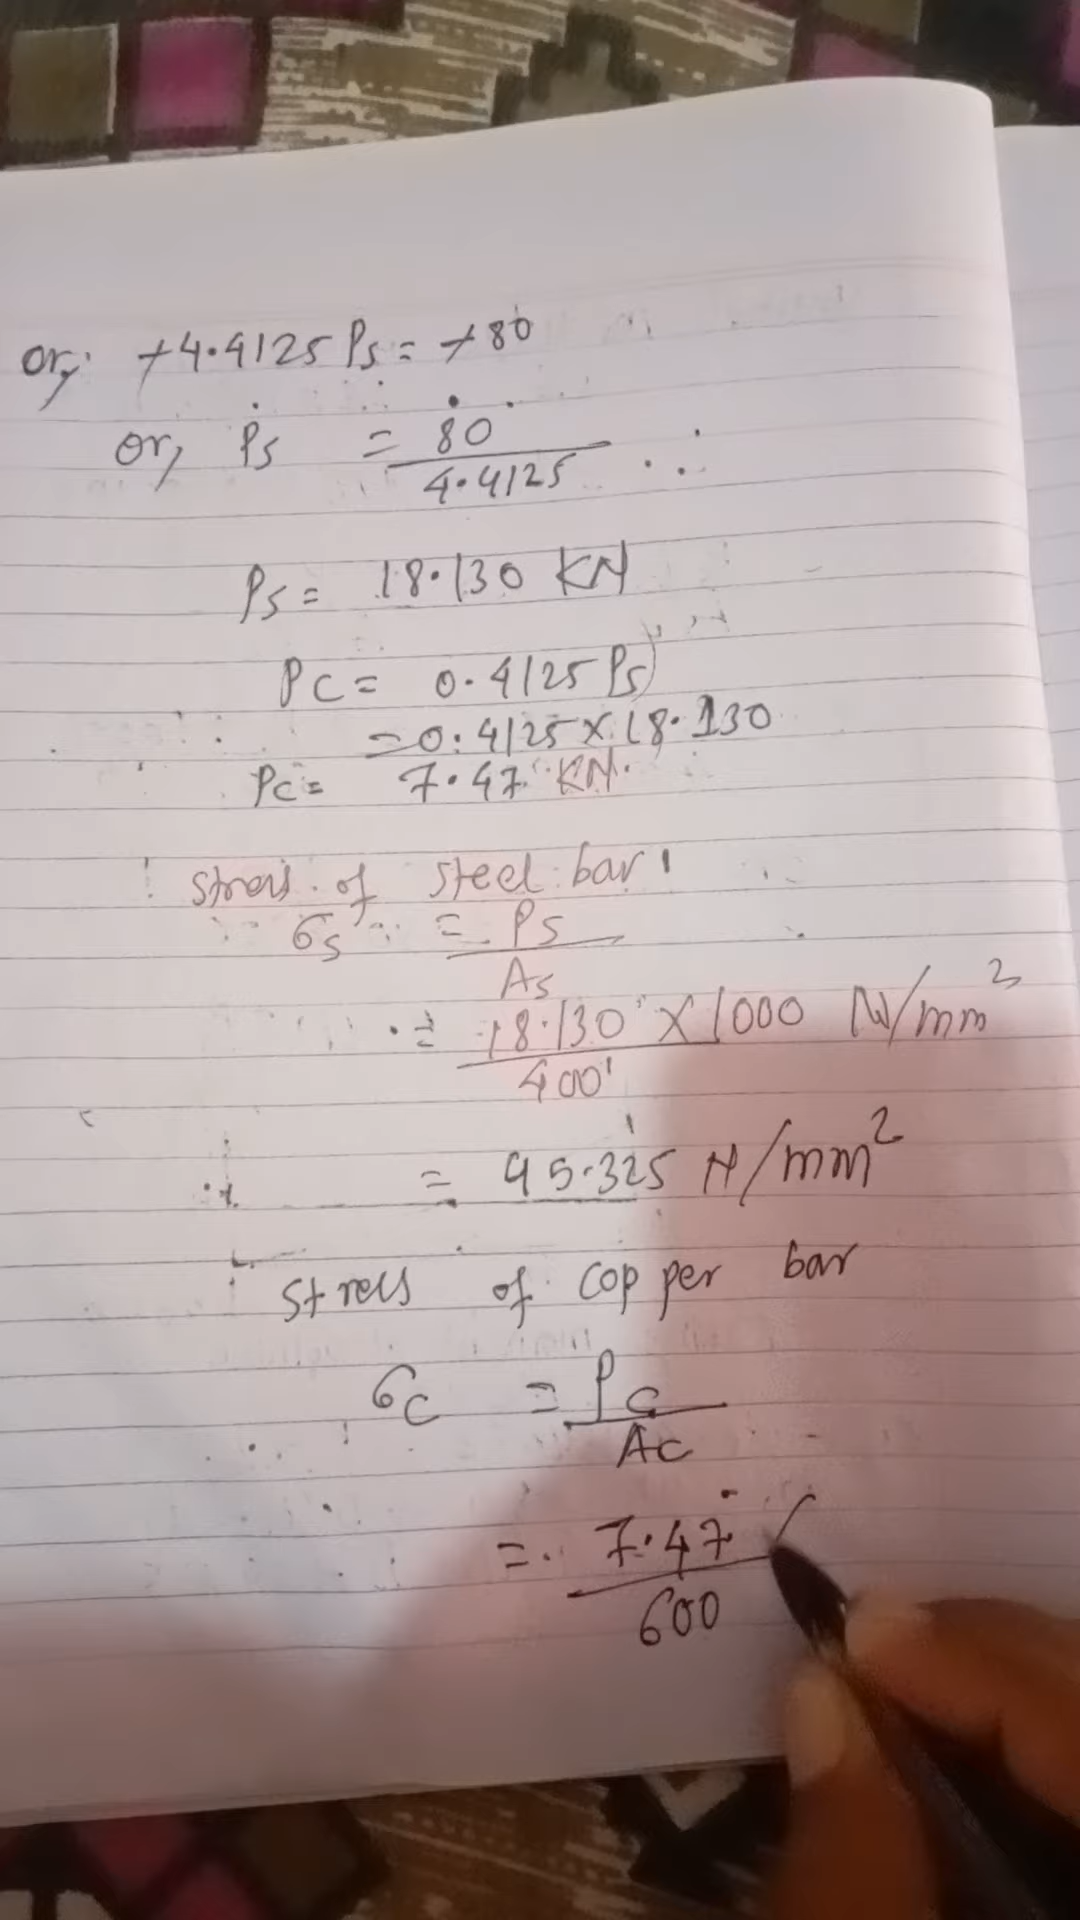 or, +4.4125 Ps = +80
or, Ps = 80
4.4125
Ps = 18.130 KN
PC = 0.4125 Ps
= 0.4125 x 18.130
PC = 7.47 KN.
Stress of steel bar
σs = Ps
As
= 18.130 x 1000 N/mm²
400
= 45.325 N/mm²
Stress of copper bar
σc = Pc
Ac
= 7.47
600